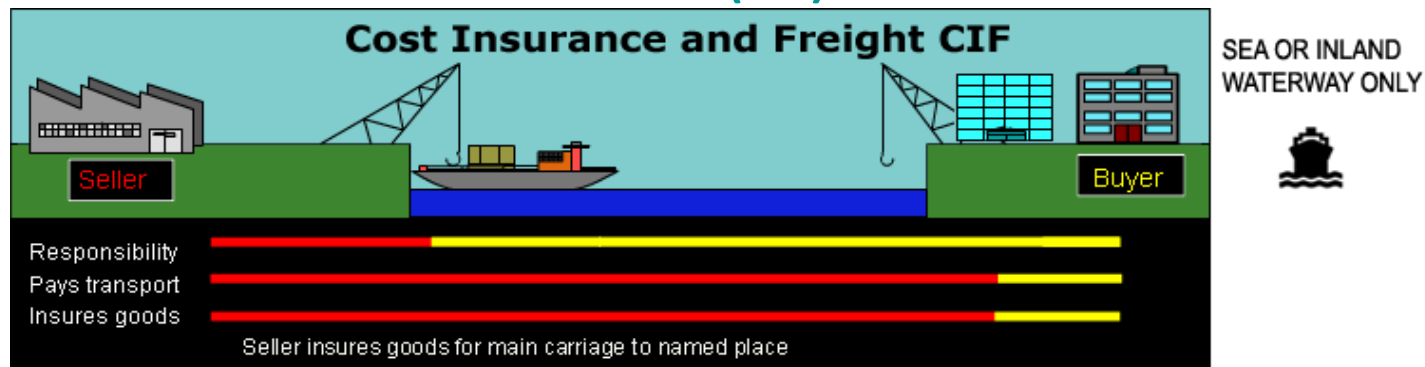 Cost Insurance and Freight CIF
SEA OR INLAND
WATERWAY ONLY
Seller
Buyer
Responsibility
Pays transport
Insures goods
Seller insures goods for main carriage to named place